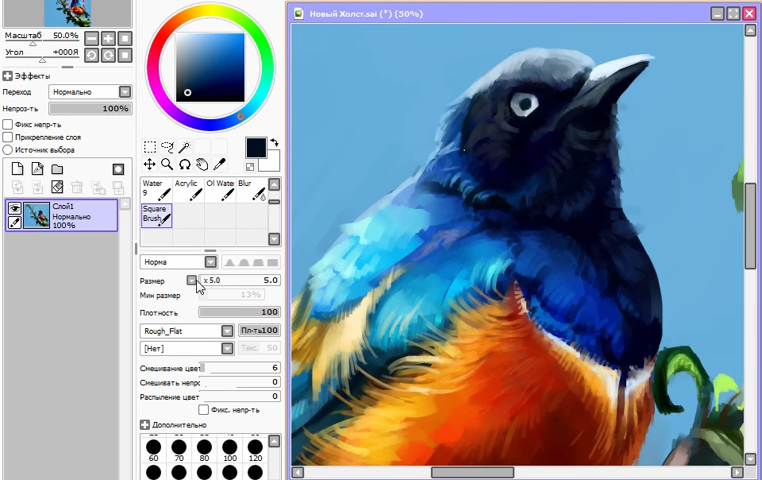 Новый Холст.sai (*) (50%)
Масштаб 50.0%
Угол +000Я
Эффекты
Переход Нормально
Непроз-ть 100%
Фикс непр-ть
Прикрепление слоя
Источник выбора
Слой1
Нормально
100%
Water 9
Acrylic
Oil Wate
Blur
Square Brush
Норма
Размер x 5.0 5.0
Мин размер 13%
Плотность 100
Rough_Flat Пл-ть100
[Нет] Текс. 50
Смешивание цвет 6
Смешивать непрс 0
Распыление цвет 0
Фикс. непр-ть
Дополнительно
60 70 80 100 120